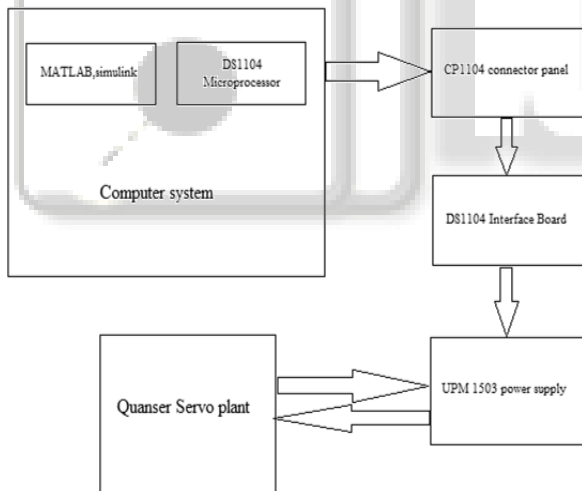 MATLAB,simulink
DS1104
Microprocessor
CP1104 connector panel
Computer system
DS1104 Interface Board
Quanser Servo plant
UPM 1503 power supply